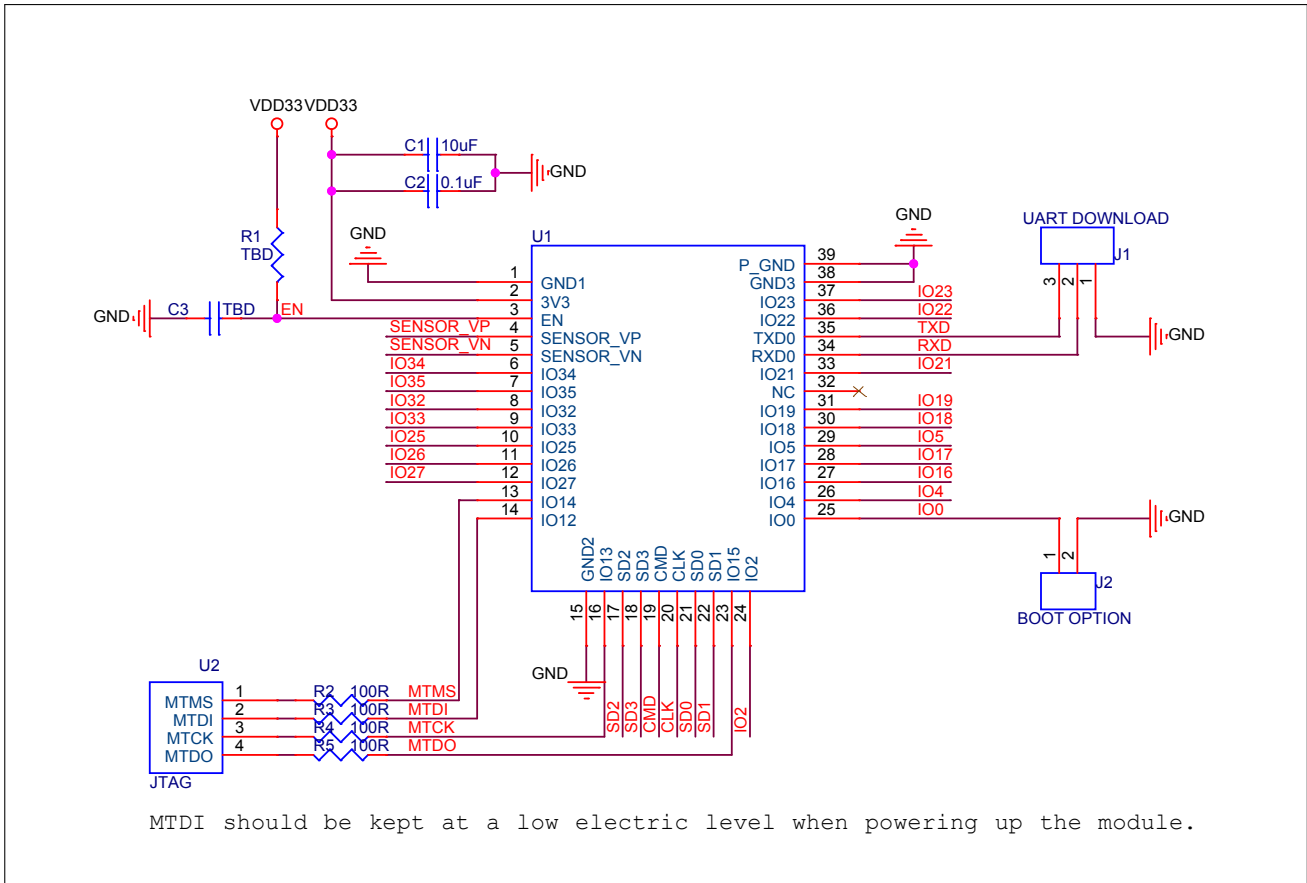 VDD33 VDD33
C1 10uF
C2 0.1uF
GND
R1
TBD
GND
GND C3 TBD EN
U1
1 GND1
2 3V3
3 EN
SENSOR_VP 4 SENSOR_VP
SENSOR_VN 5 SENSOR_VN
IO34 6 IO34
IO35 7 IO35
IO32 8 IO32
IO33 9 IO33
IO25 10 IO25
IO26 11 IO26
IO27 12 IO27
13 IO14
14 IO12
GND
P_GND 39
GND3 38
IO23 37 IO23
IO22 36 IO22
TXD0 35 TXD
RXD0 34 RXD
IO21 33 IO21
NC 32
IO19 31 IO19
IO18 30 IO18
IO5 29 IO5
IO17 28 IO17
IO16 27 IO16
IO4 26 IO4
IO0 25 IO0
UART DOWNLOAD
J1
3 2 1
GND
GND
1 2
J2
BOOT OPTION
GND2 IO13 SD2 SD3 CMD CLK SD0 SD1 IO15 IO2
15 16 17 18 19 20 21 22 23 24
GND
SD2 SD3 CMD CLK SD0 SD1 IO2
U2
MTMS 1 R2 100R MTMS
MTDI 2 R3 100R MTDI
MTCK 3 R4 100R MTCK
MTDO 4 R5 100R MTDO
JTAG
MTDI should be kept at a low electric level when powering up the module.